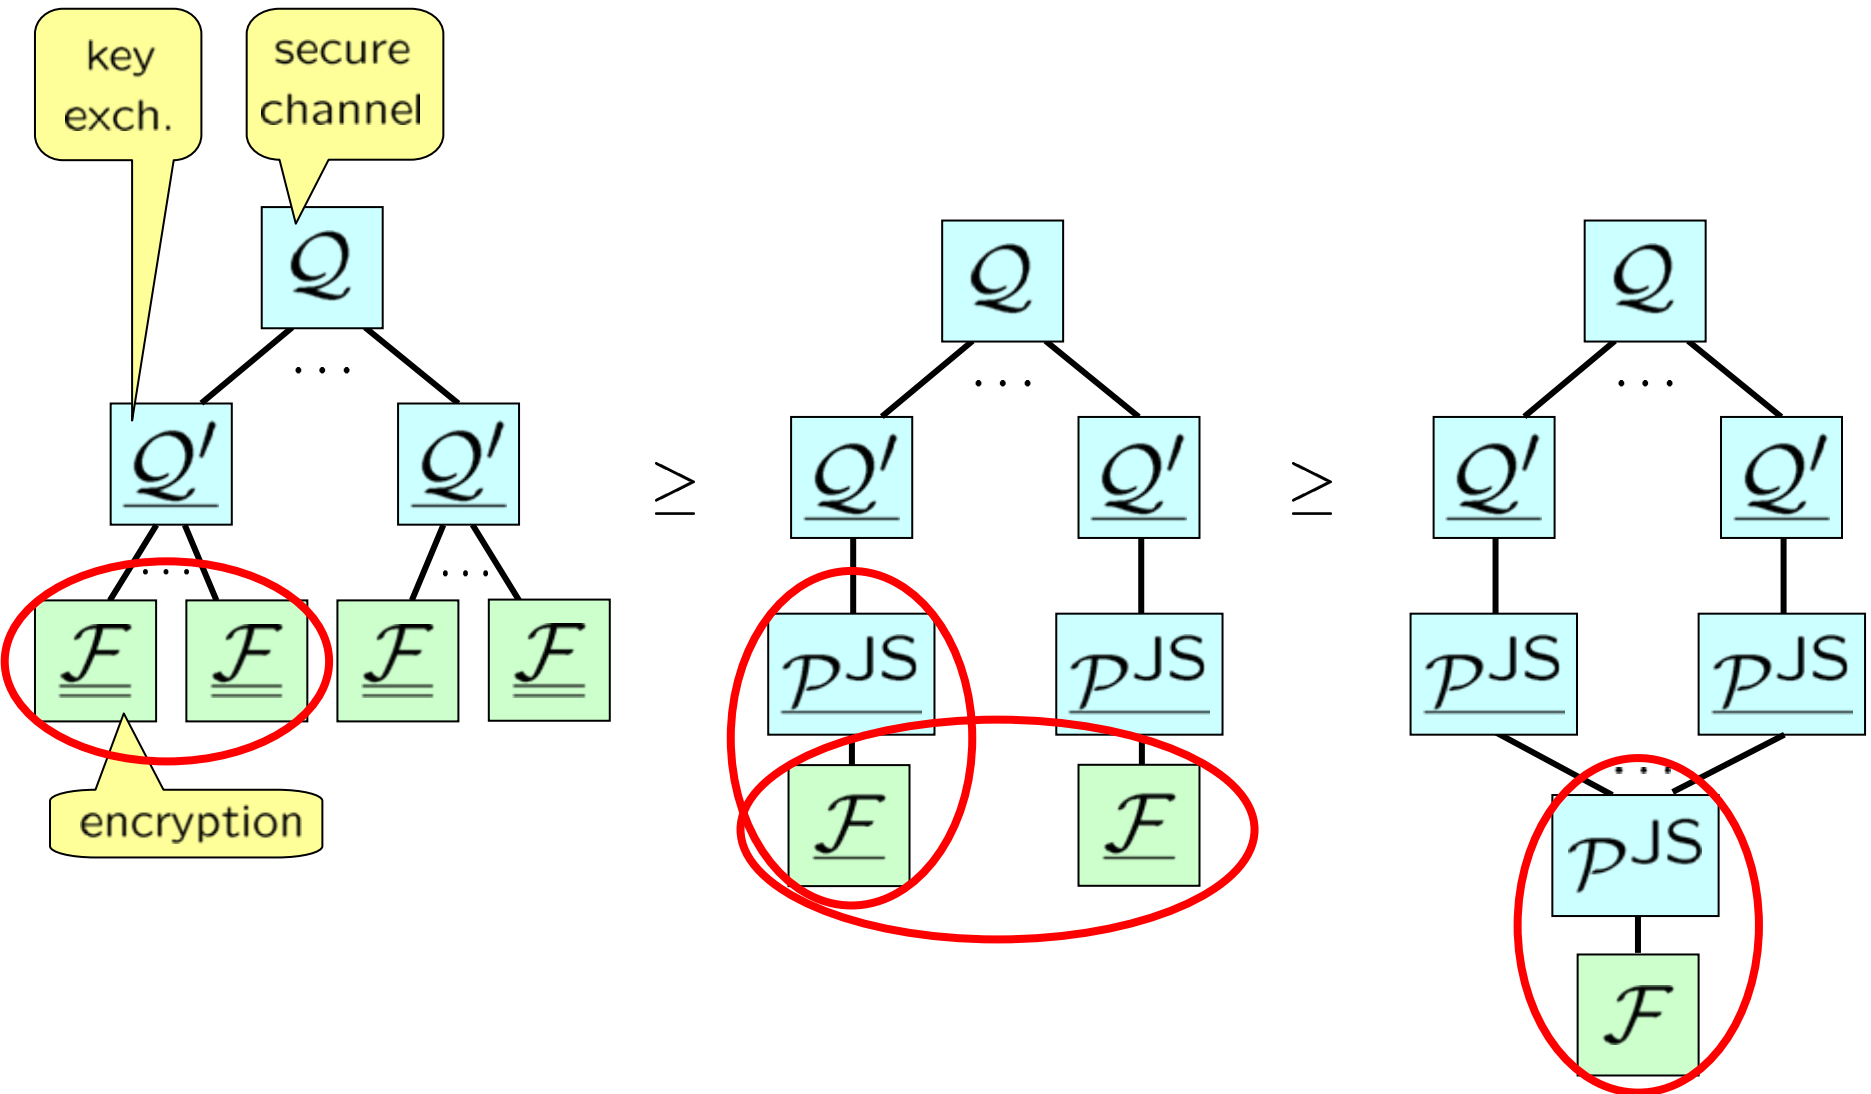 key
exch.
secure
channel
Q
. . .
Q′ Q′
. . . . . .
F F F F
encryption
≥
Q
. . .
Q′ Q′
P^JS P^JS
F F
≥
Q
. . .
Q′ Q′
P^JS P^JS
. . .
P^JS
F